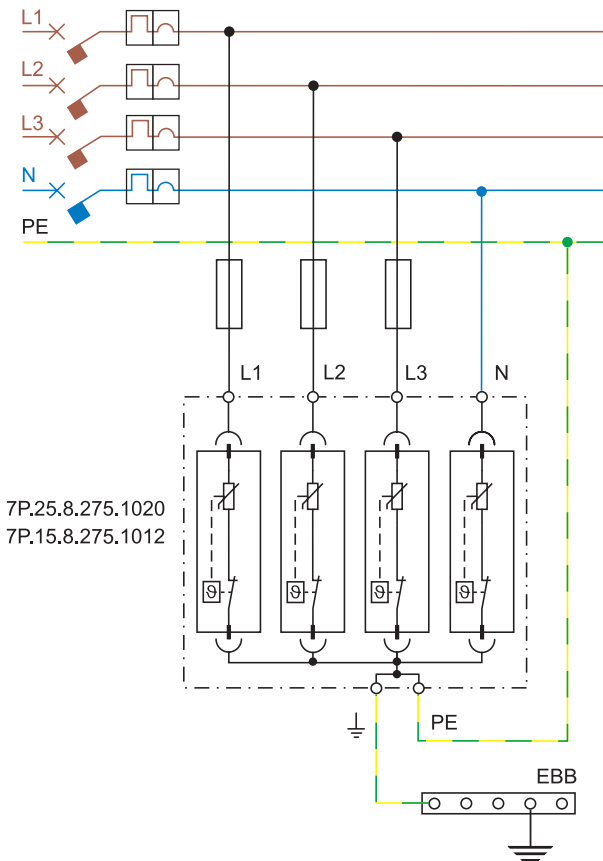 L1
L2
L3
N
PE
L1 L2 L3 N
7P.25.8.275.1020
7P.15.8.275.1012
ϑ ϑ ϑ ϑ
PE
EBB